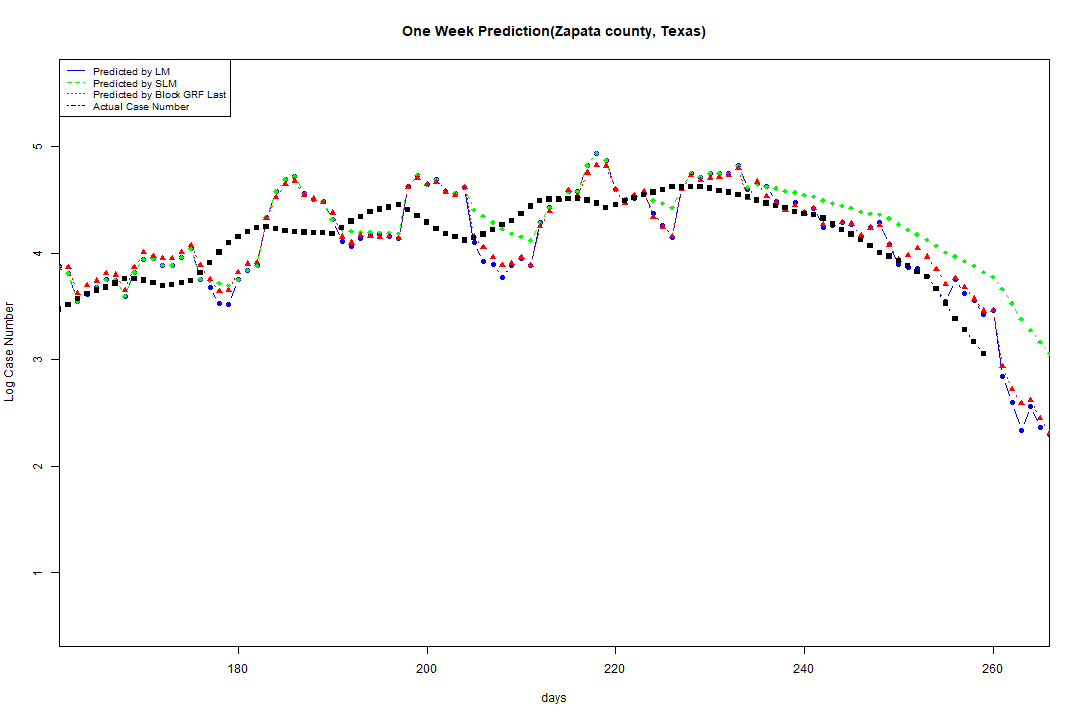 One Week Prediction(Zapata county, Texas)
Predicted by LM
Predicted by SLM
Predicted by Block GRF Last
Actual Case Number
5
4
3
2
1
Log Case Number
180 200 220 240 260
days